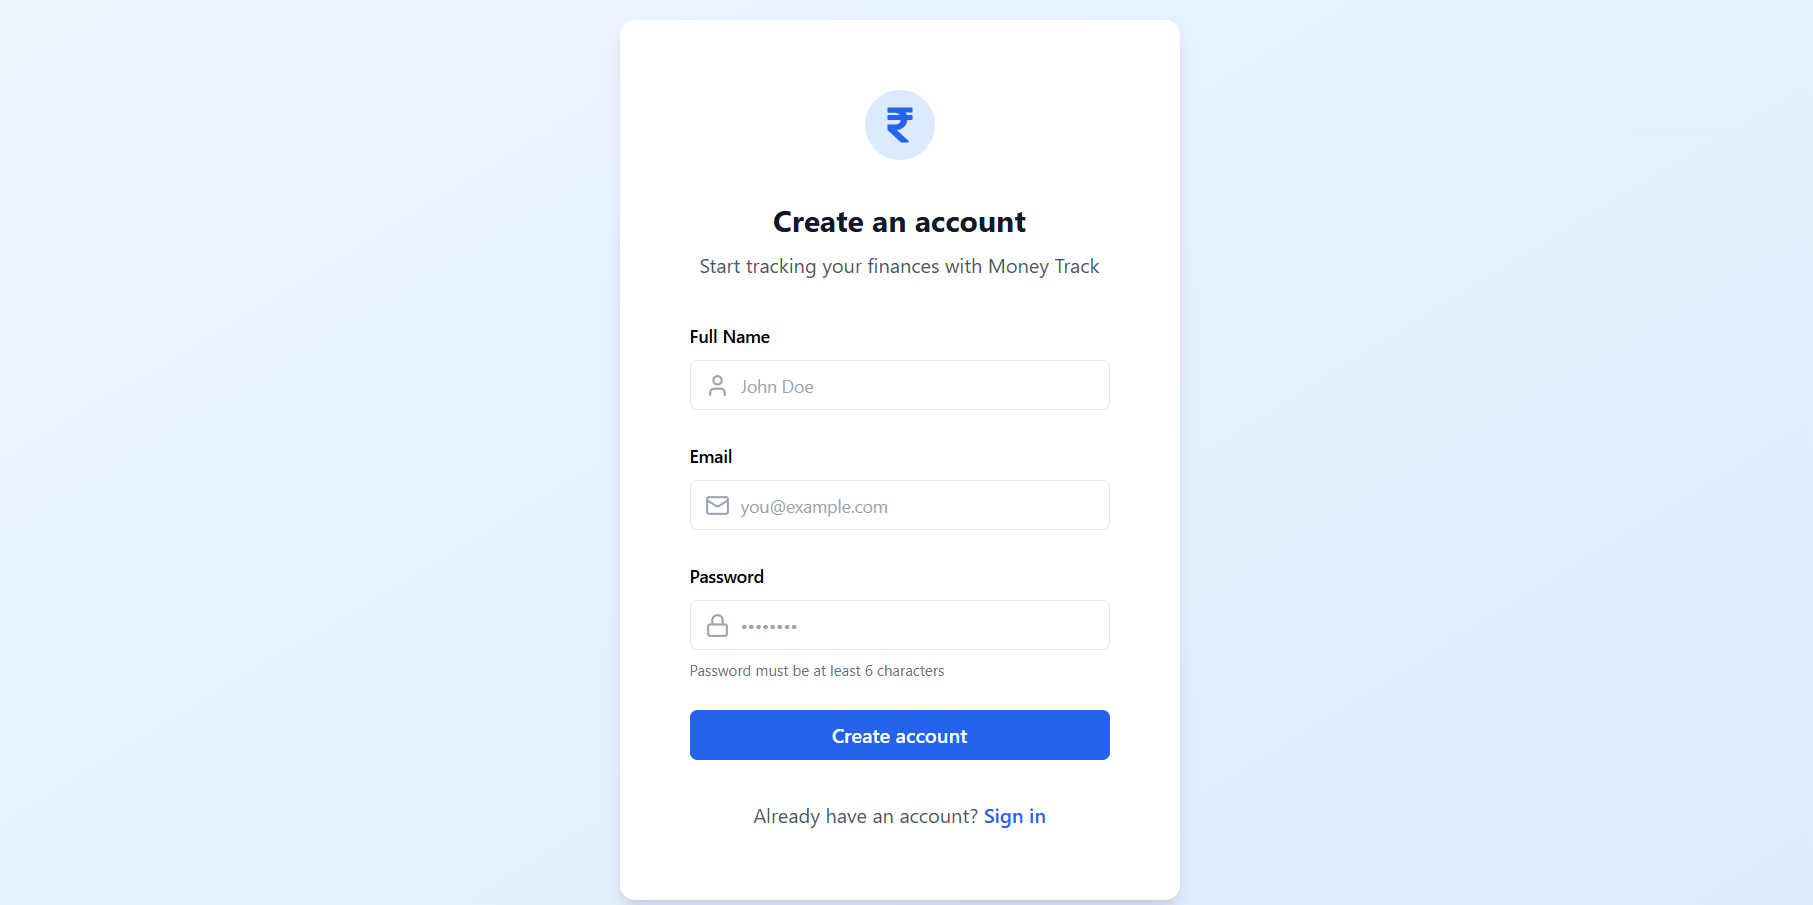 ₹
Create an account
Start tracking your finances with Money Track
Full Name
John Doe
Email
you@example.com
Password
••••••••
Password must be at least 6 characters
Create account
Already have an account? Sign in